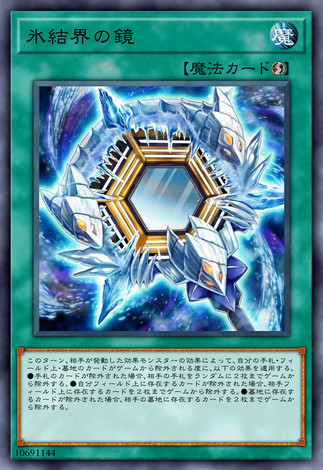 氷結界の鏡
魔
【魔法カード】
このターン、相手が発動した効果モンスターの効果によって、自分の手札・フィ
ールド上・墓地のカードがゲームから除外される度に、以下の効果を適用する。
●手札のカードが除外された場合、相手の手札をランダムに2枚までゲームか
ら除外する。●自分フィールド上に存在するカードが除外された場合、相手フィ
ールド上に存在するカードを2枚までゲームから除外する。●墓地に存在す
るカードが除外された場合、相手の墓地に存在するカードを2枚までゲームか
ら除外する。
10691144